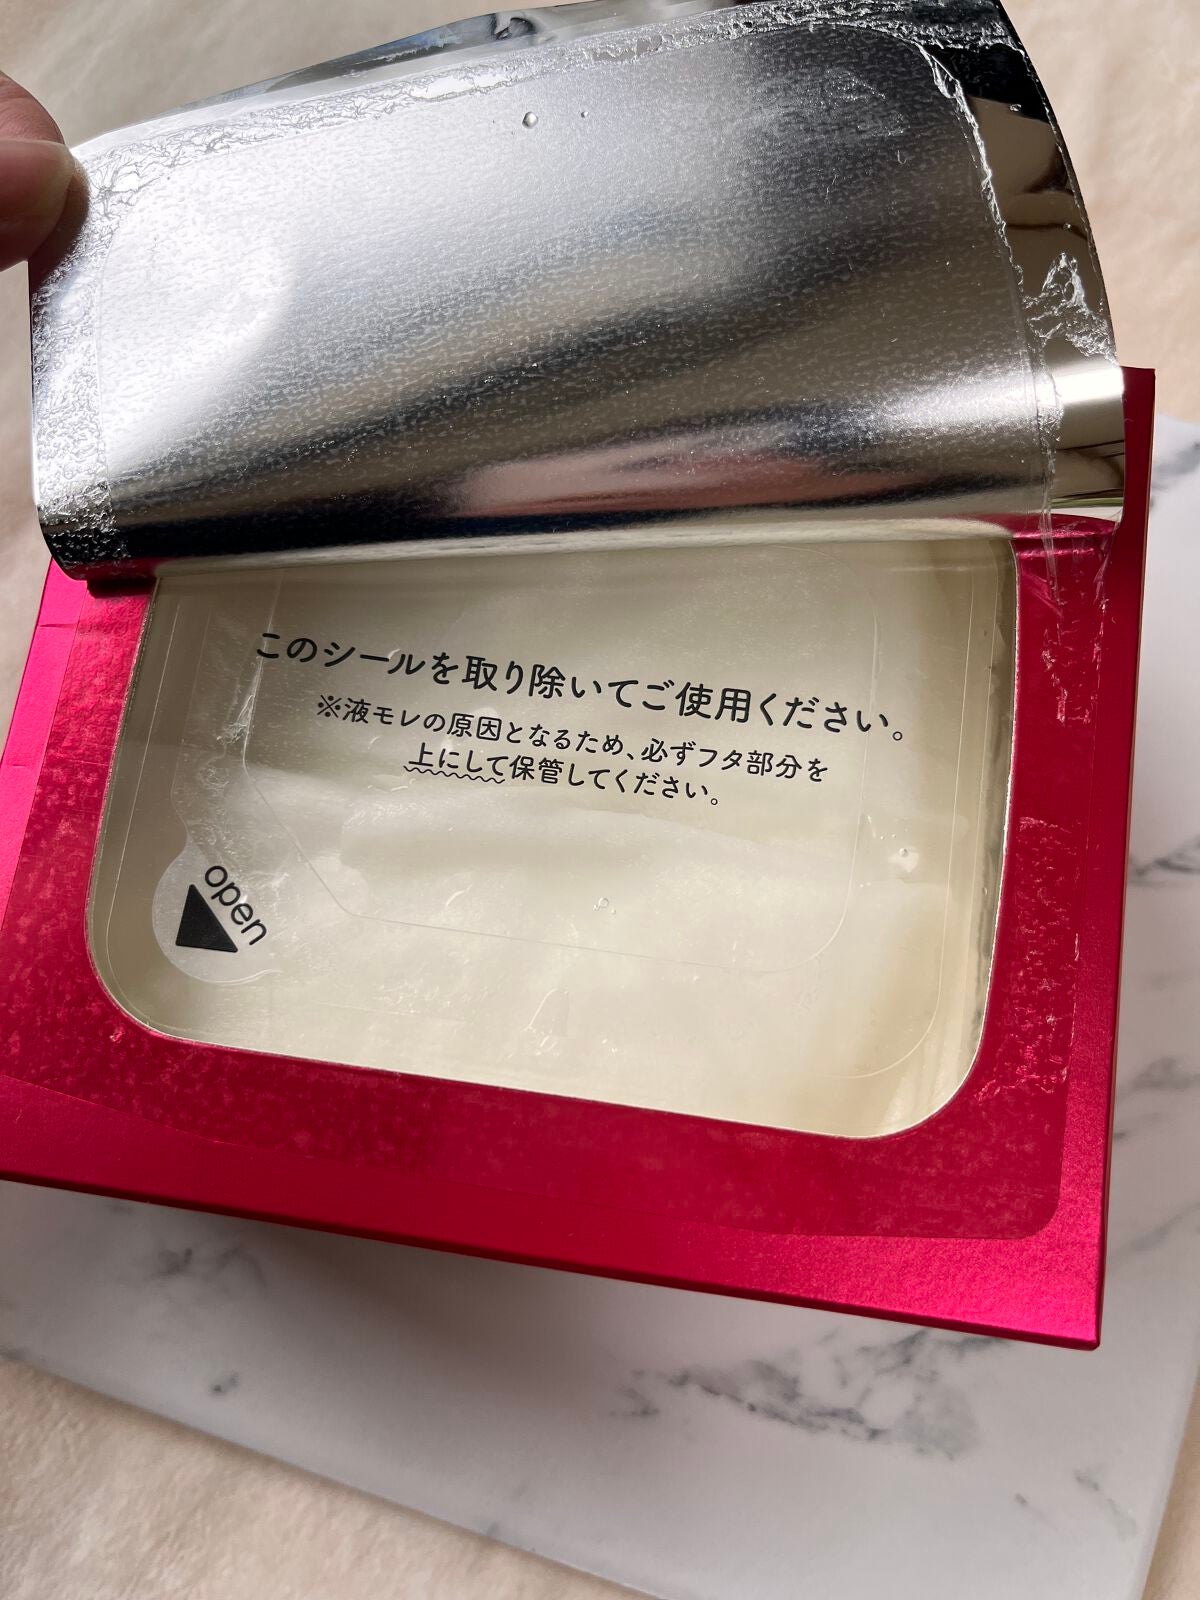 このシールを取り除いてご使用ください。
※液モレの原因となるため、必ずフタ部分を
上にして保管してください。
open